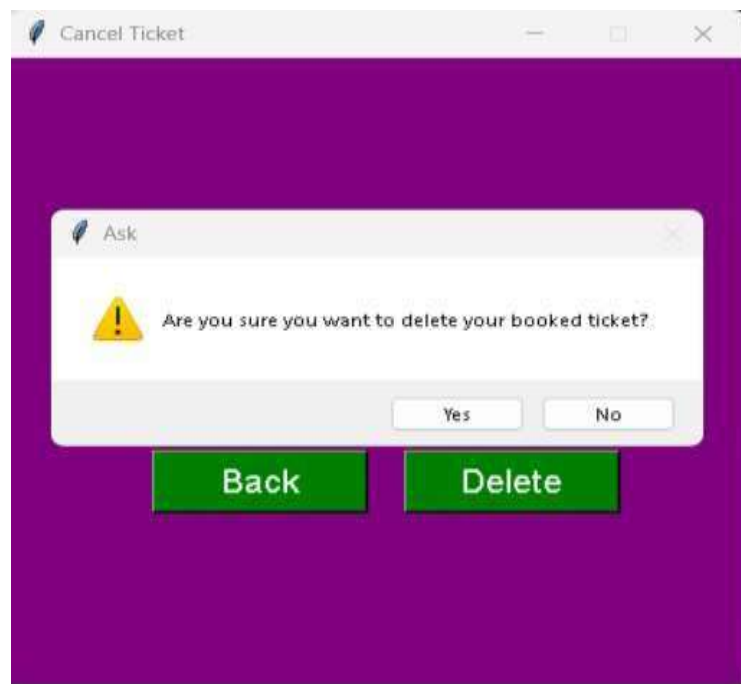 Cancel Ticket
Ask
Are you sure you want to delete your booked ticket?
Yes No
Back Delete